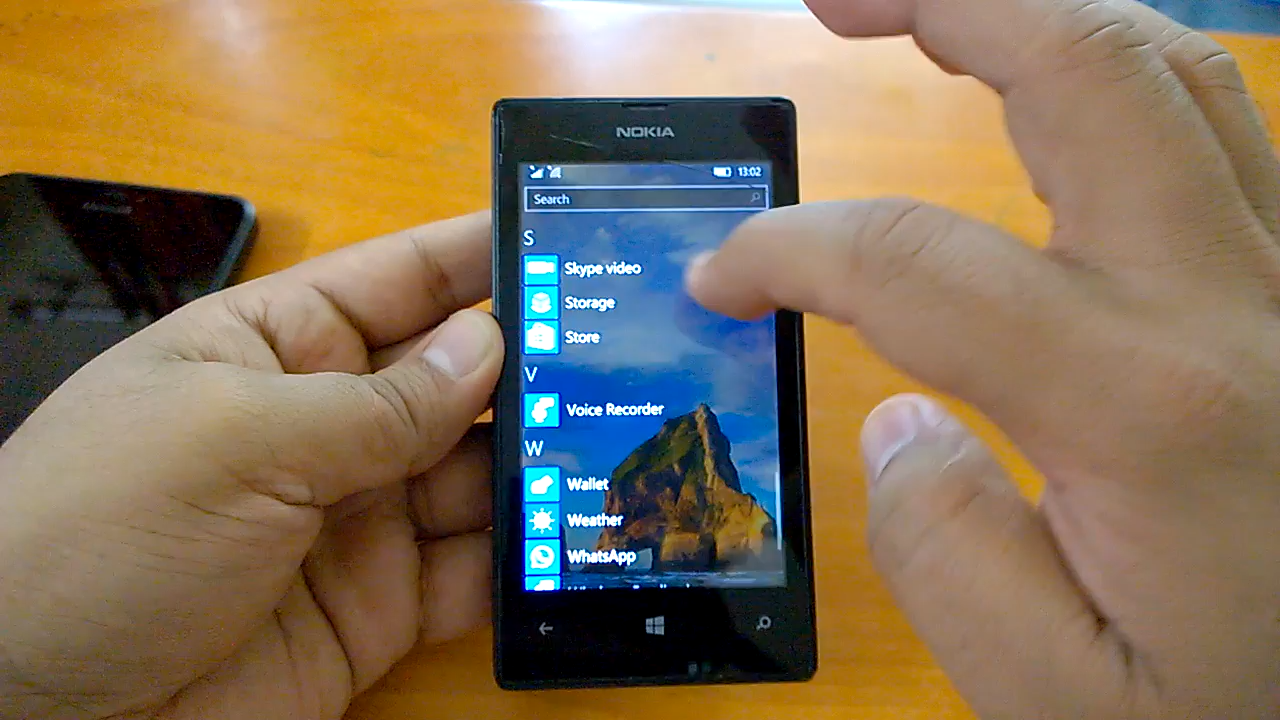 NOKIA
13:02
Search
S
Skype video
Storage
Store
V
Voice Recorder
W
Wallet
Weather
WhatsApp